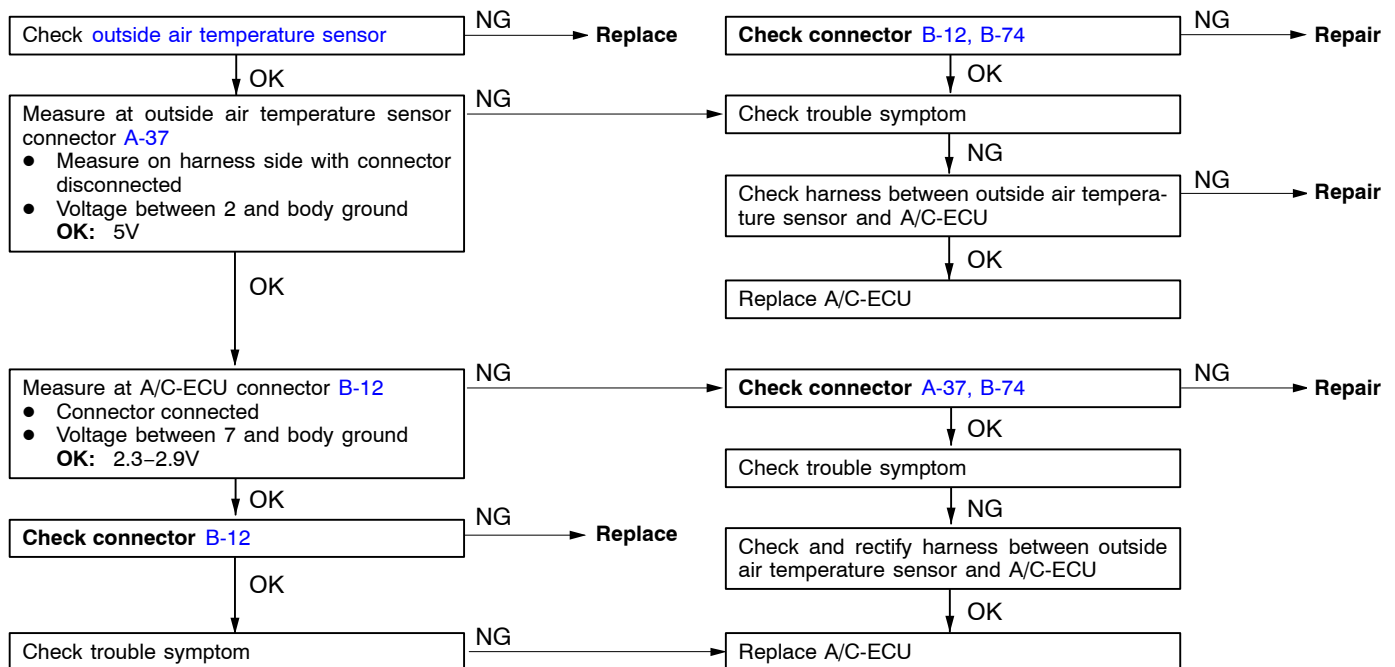 Check outside air temperature sensor
NG
Replace
OK
Measure at outside air temperature sensor
connector A-37
● Measure on harness side with connector
disconnected
● Voltage between 2 and body ground
OK: 5V
NG
OK
Measure at A/C-ECU connector B-12
● Connector connected
● Voltage between 7 and body ground
OK: 2.3–2.9V
NG
OK
Check connector B-12
NG
Replace
OK
Check trouble symptom
NG
Check connector B-12, B-74
NG
Repair
OK
Check trouble symptom
NG
Check harness between outside air tempera-
ture sensor and A/C-ECU
NG
Repair
OK
Replace A/C-ECU
Check connector A-37, B-74
NG
Repair
OK
Check trouble symptom
NG
Check and rectify harness between outside
air temperature sensor and A/C-ECU
OK
Replace A/C-ECU